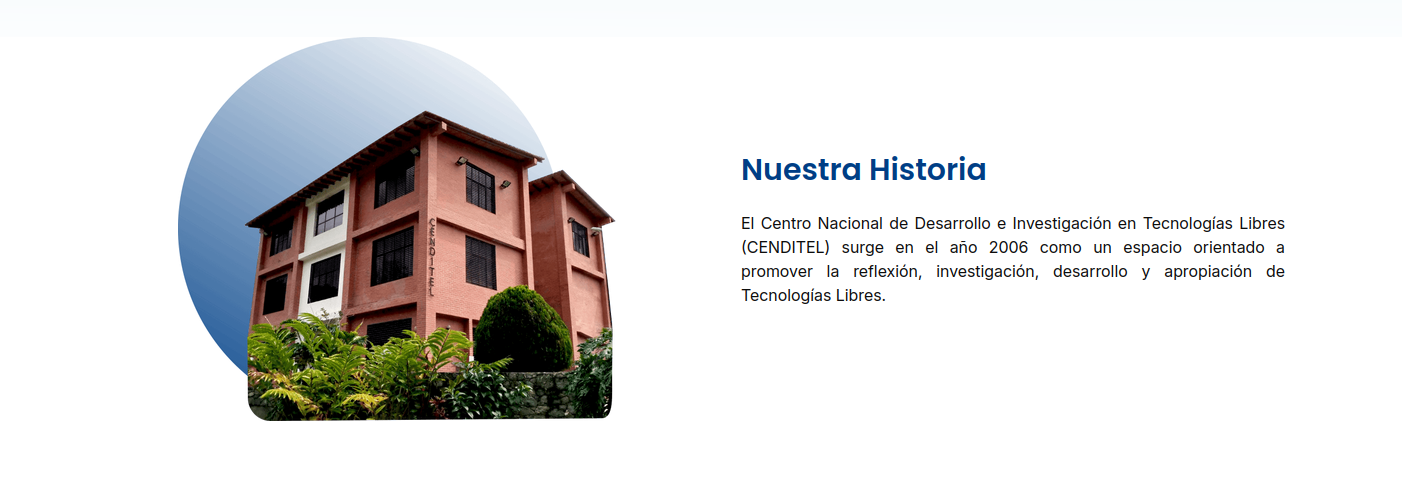 CENDITEL
Nuestra Historia
El Centro Nacional de Desarrollo e Investigación en Tecnologías Libres
(CENDITEL) surge en el año 2006 como un espacio orientado a
promover la reflexión, investigación, desarrollo y apropiación de
Tecnologías Libres.